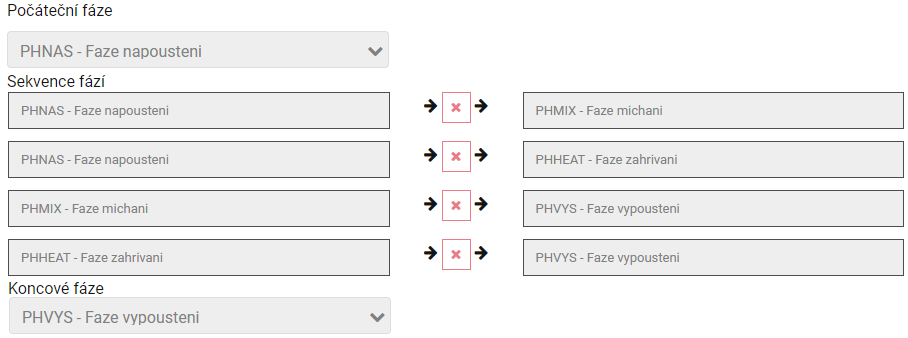 Počáteční fáze
PHNAS - Faze napousteni
Sekvence fází
PHNAS - Faze napousteni PHMIX - Faze michani
PHNAS - Faze napousteni PHHEAT - Faze zahrivani
PHMIX - Faze michani PHVYS - Faze vypousteni
PHHEAT - Faze zahrivani PHVYS - Faze vypousteni
Koncové fáze
PHVYS - Faze vypousteni